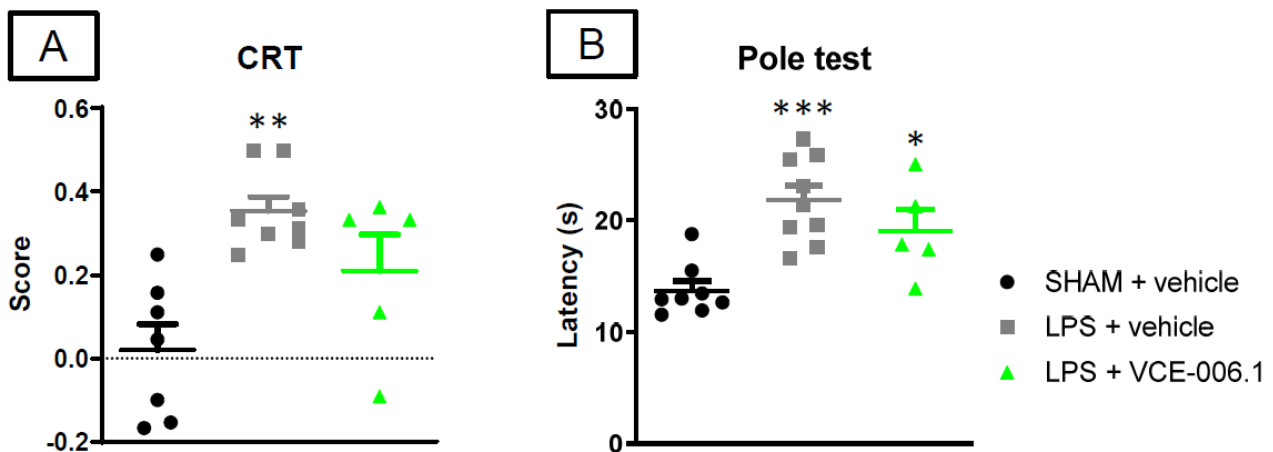 A
CRT
Score
0.6
0.4
0.2
0.0
-0.2
**
B
Pole test
Latency (s)
30
20
10
0
***
*
SHAM + vehicle
LPS + vehicle
LPS + VCE-006.1